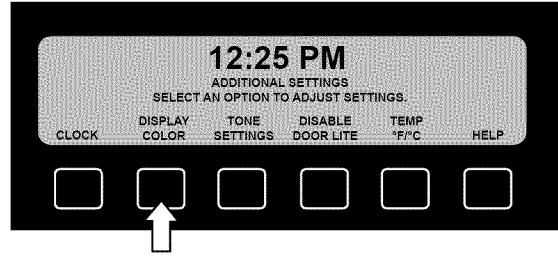 12:25 PM
ADDITIONAL SETTINGS
SELECT AN OPTION TO ADJUST SETTINGS.
DISPLAY TONE DISABLE TEMP
CLOCK COLOR SETTINGS DOOR LITE °F/°C HELP